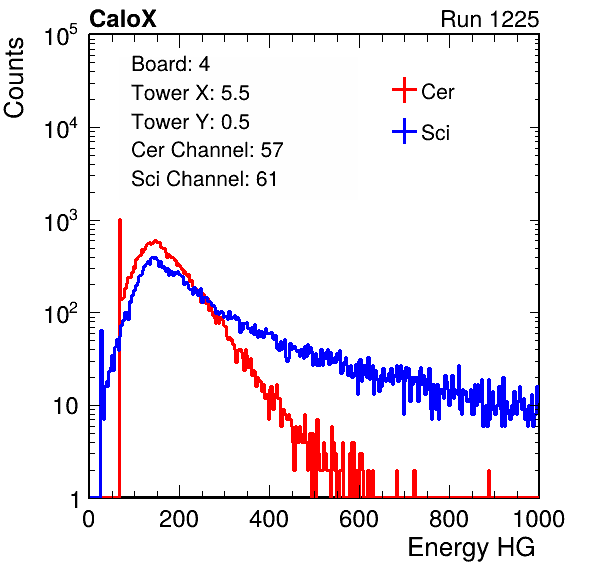 CaloX Run 1225
Counts
Board: 4
Tower X: 5.5
Tower Y: 0.5
Cer Channel: 57
Sci Channel: 61
Cer
Sci
10^5
10^4
10^3
10^2
10
1
0 200 400 600 800 1000
Energy HG